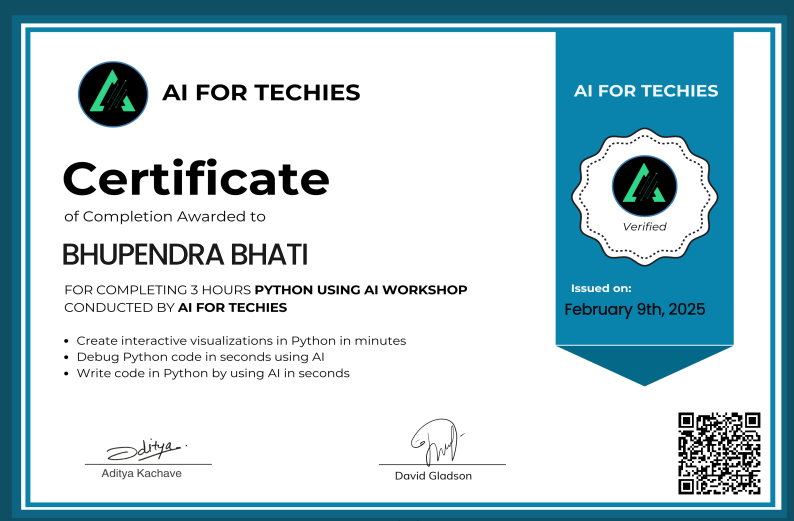 AI FOR TECHIES
Certificate
of Completion Awarded to
BHUPENDRA BHATI
FOR COMPLETING 3 HOURS PYTHON USING AI WORKSHOP
CONDUCTED BY AI FOR TECHIES
• Create interactive visualizations in Python in minutes
• Debug Python code in seconds using AI
• Write code in Python by using AI in seconds
Aditya
Aditya Kachave
David Gladson
AI FOR TECHIES
Verified
Issued on:
February 9th, 2025